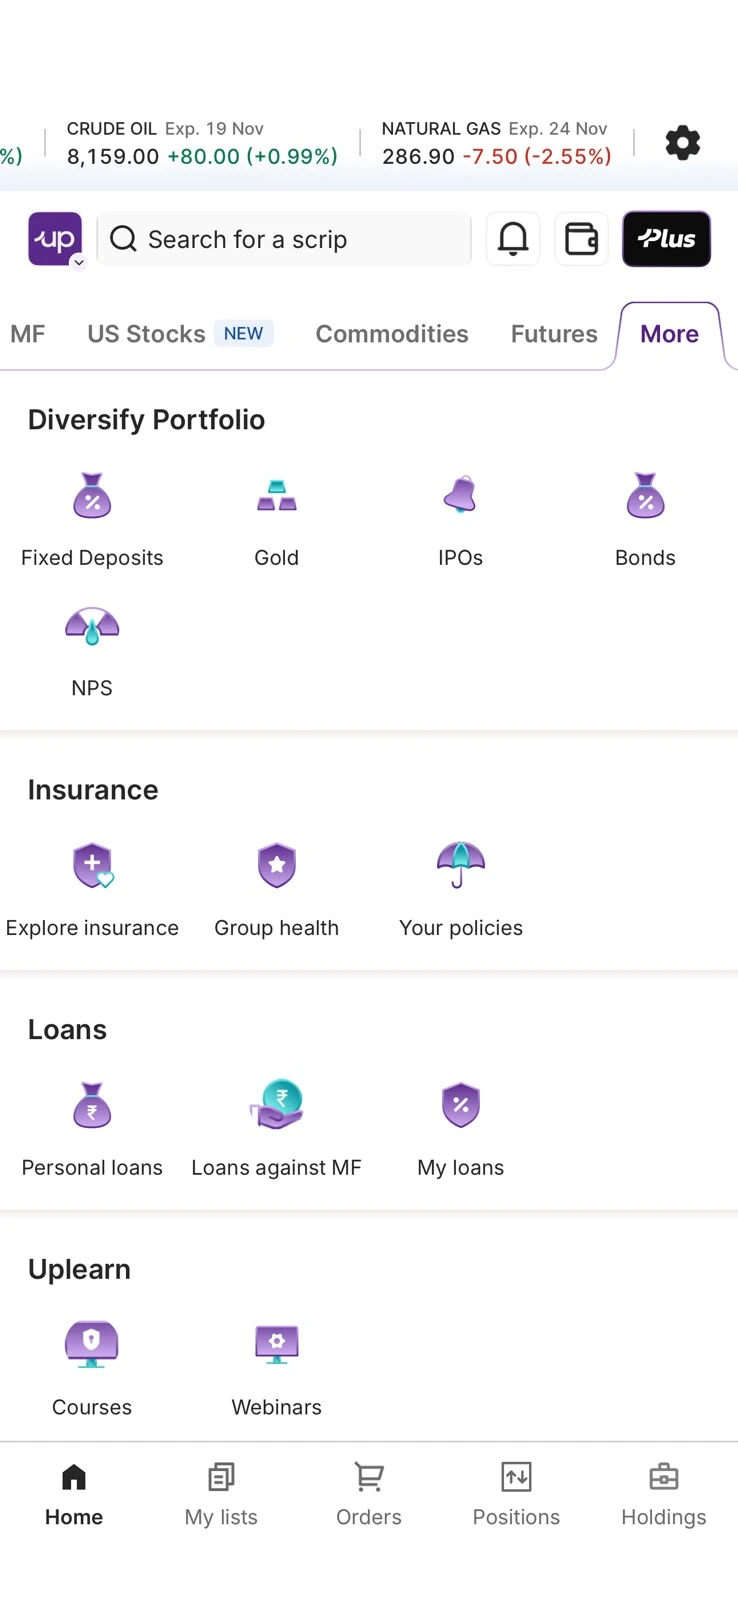 CRUDE OIL Exp. 19 Nov
NATURAL GAS Exp. 24 Nov
%)
8,159.00 +80.00 (+0.99%)
286.90 -7.50 (-2.55%)
up
Search for a scrip
Plus
MF
US Stocks NEW
Commodities
Futures
More
Diversify Portfolio
%
%
Fixed Deposits
Gold
IPOs
Bonds
NPS
Insurance
Explore insurance
Group health
Your policies
Loans
₹
₹
%
Personal loans
Loans against MF
My loans
Uplearn
Courses
Webinars
Home
My lists
Orders
Positions
Holdings